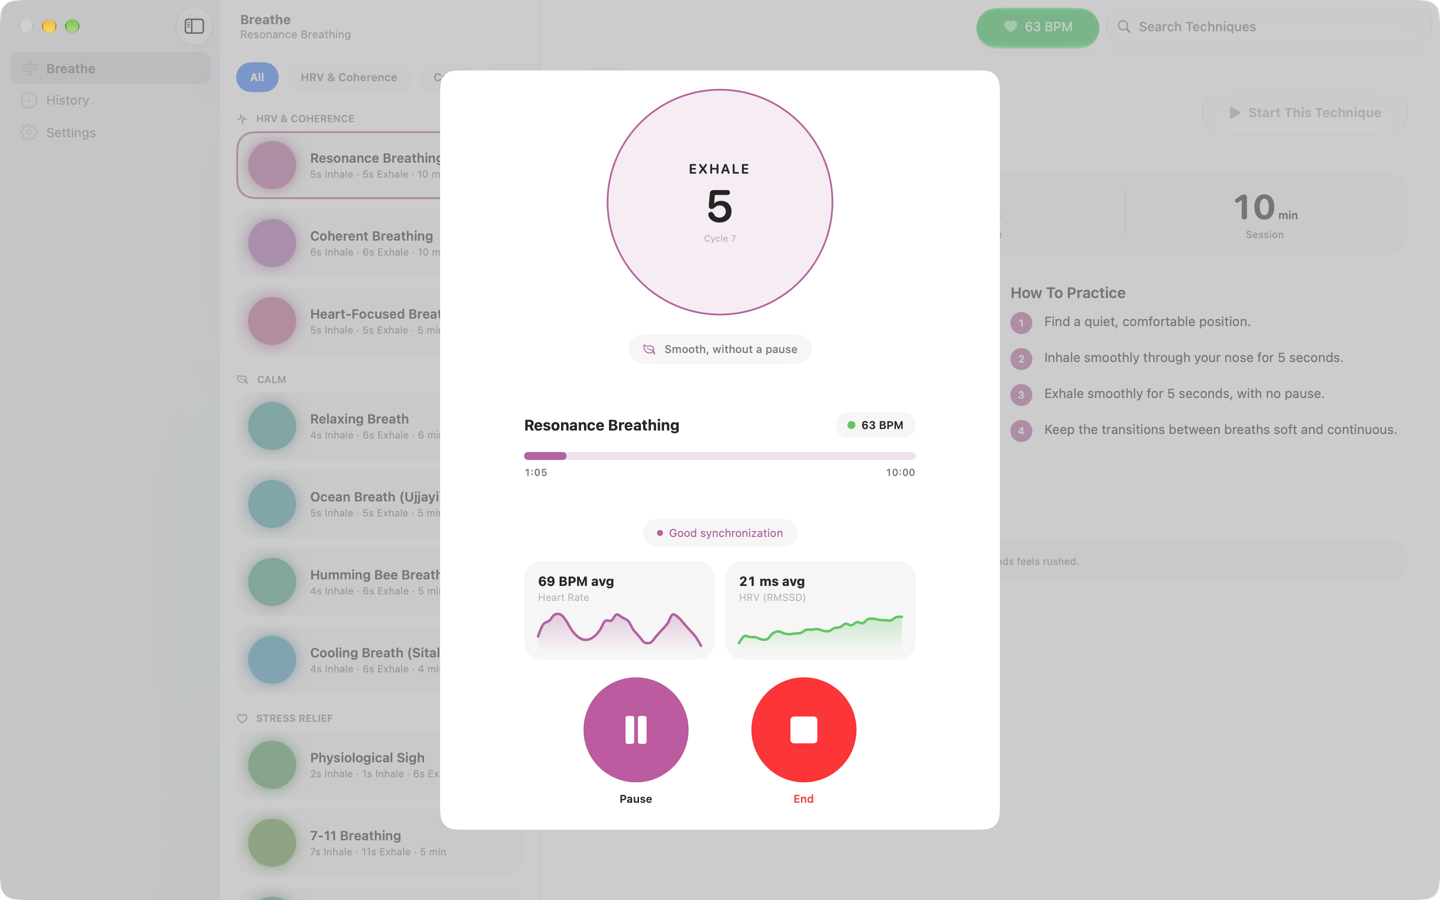 Breathe
History
Settings
Breathe
Resonance Breathing
63 BPM
Search Techniques
All
HRV & Coherence
HRV & COHERENCE
Resonance Breathing
5s Inhale · 5s Exhale · 10 m
Coherent Breathing
6s Inhale · 6s Exhale · 10 m
Heart-Focused Breat
5s Inhale · 5s Exhale · 5 min
CALM
Relaxing Breath
4s Inhale · 6s Exhale · 6 min
Ocean Breath (Ujjayi
5s Inhale · 5s Exhale · 5 min
Humming Bee Breath
4s Inhale · 6s Exhale · 5 min
Cooling Breath (Sital
4s Inhale · 6s Exhale · 4 min
STRESS RELIEF
Physiological Sigh
2s Inhale · 1s Inhale · 6s Ex
7-11 Breathing
7s Inhale · 11s Exhale · 5 min
EXHALE
5
Cycle 7
Smooth, without a pause
Resonance Breathing
63 BPM
1:05
10:00
Good synchronization
69 BPM avg
Heart Rate
21 ms avg
HRV (RMSSD)
Pause
End
Start This Technique
10 min
Session
How To Practice
1 Find a quiet, comfortable position.
2 Inhale smoothly through your nose for 5 seconds.
3 Exhale smoothly for 5 seconds, with no pause.
4 Keep the transitions between breaths soft and continuous.
feels rushed.